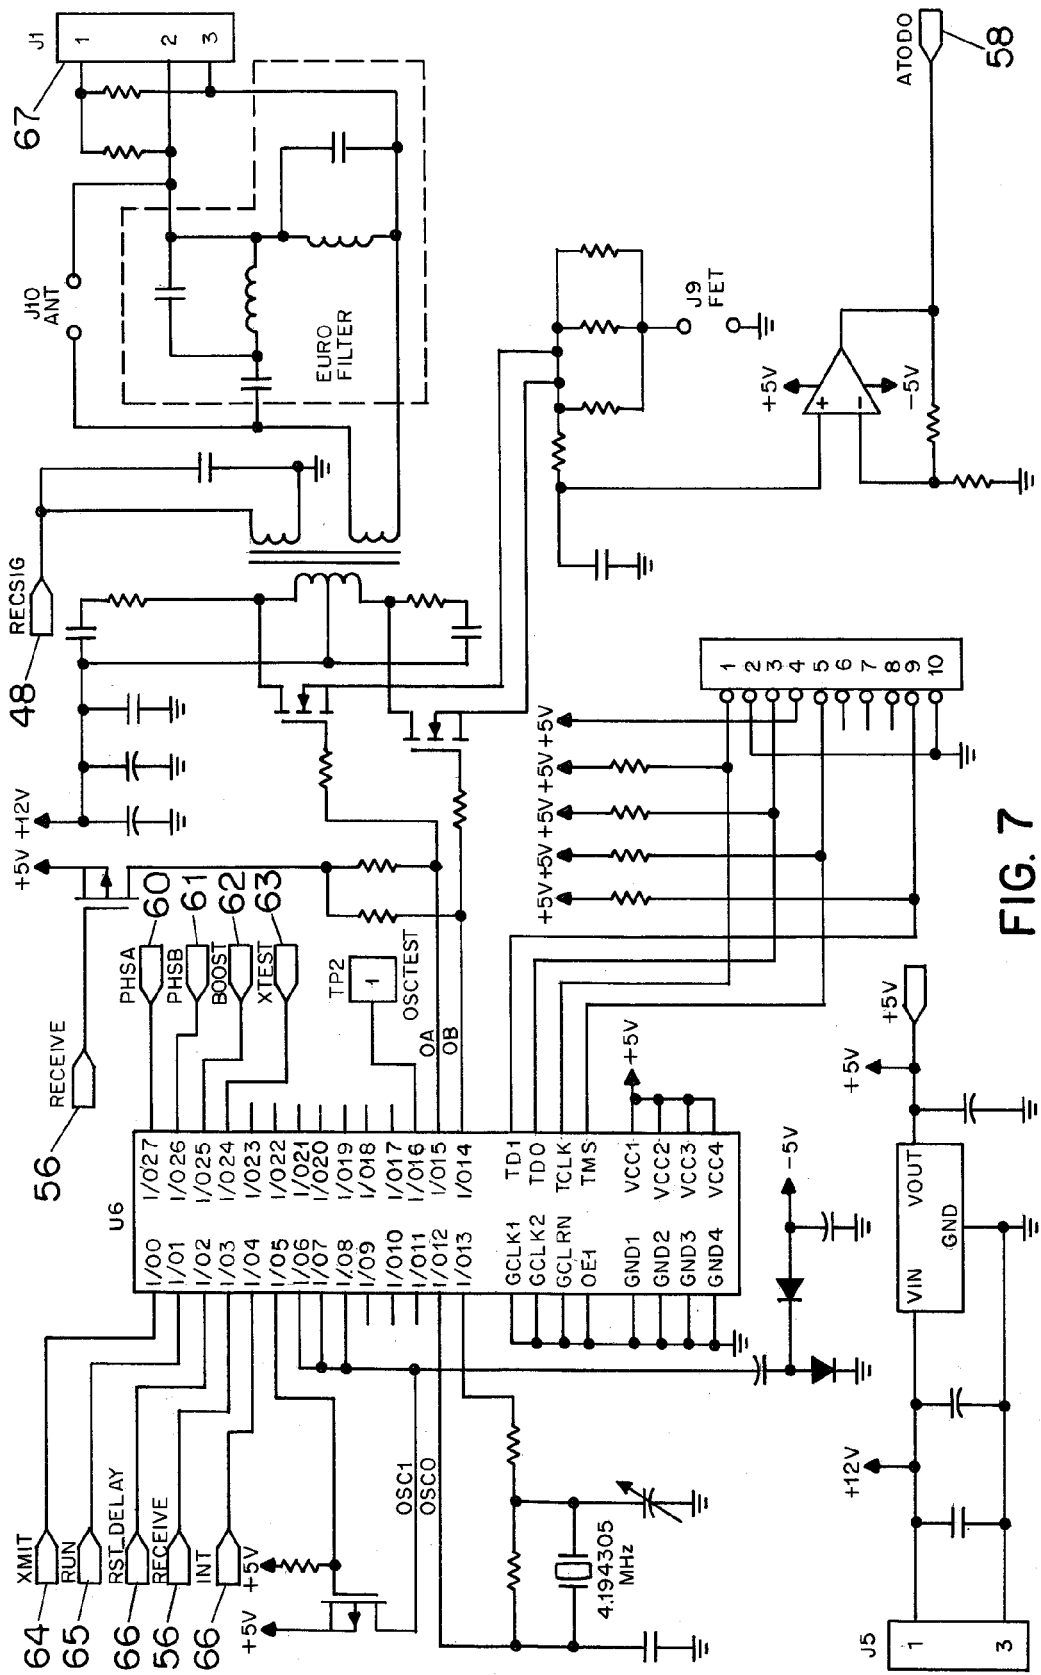 64
XMIT
65
RUN
66
RST_DELAY
56
RECEIVE
66
INT
+5V
+5V
OSC1
OSC0
4.194305
MHz
U6
I/O0
I/O1
I/O2
I/O3
I/O4
I/O5
I/O6
I/O7
I/O8
I/O9
I/O10
I/O11
I/O12
I/O13
GCLK1
GCLK2
GCLRN
OE1
GND1
GND2
GND3
GND4
I/O27
I/O26
I/O25
I/O24
I/O23
I/O22
I/O21
I/O20
I/O19
I/O18
I/O17
I/O16
I/O15
I/O14
TD1
TDO
TCLK
TMS
VCC1
VCC2
VCC3
VCC4
+5V
-5V
56
RECEIVE
PHSA
60
PHSB
61
BOOST
62
XTEST
63
TP2
1
OSCTEST
OA
OB
+5V
+12V
48
RECSIG
EURO
FILTER
J10
ANT
67
J1
1
2
3
J9
FET
+5V
-5V
+
-
ATODO
58
+5V
+5V
+5V
+5V
+5V
1
2
3
4
5
6
7
8
9
10
J5
1
3
+12V
VIN
VOUT
GND
+5V
+5V
FIG. 7